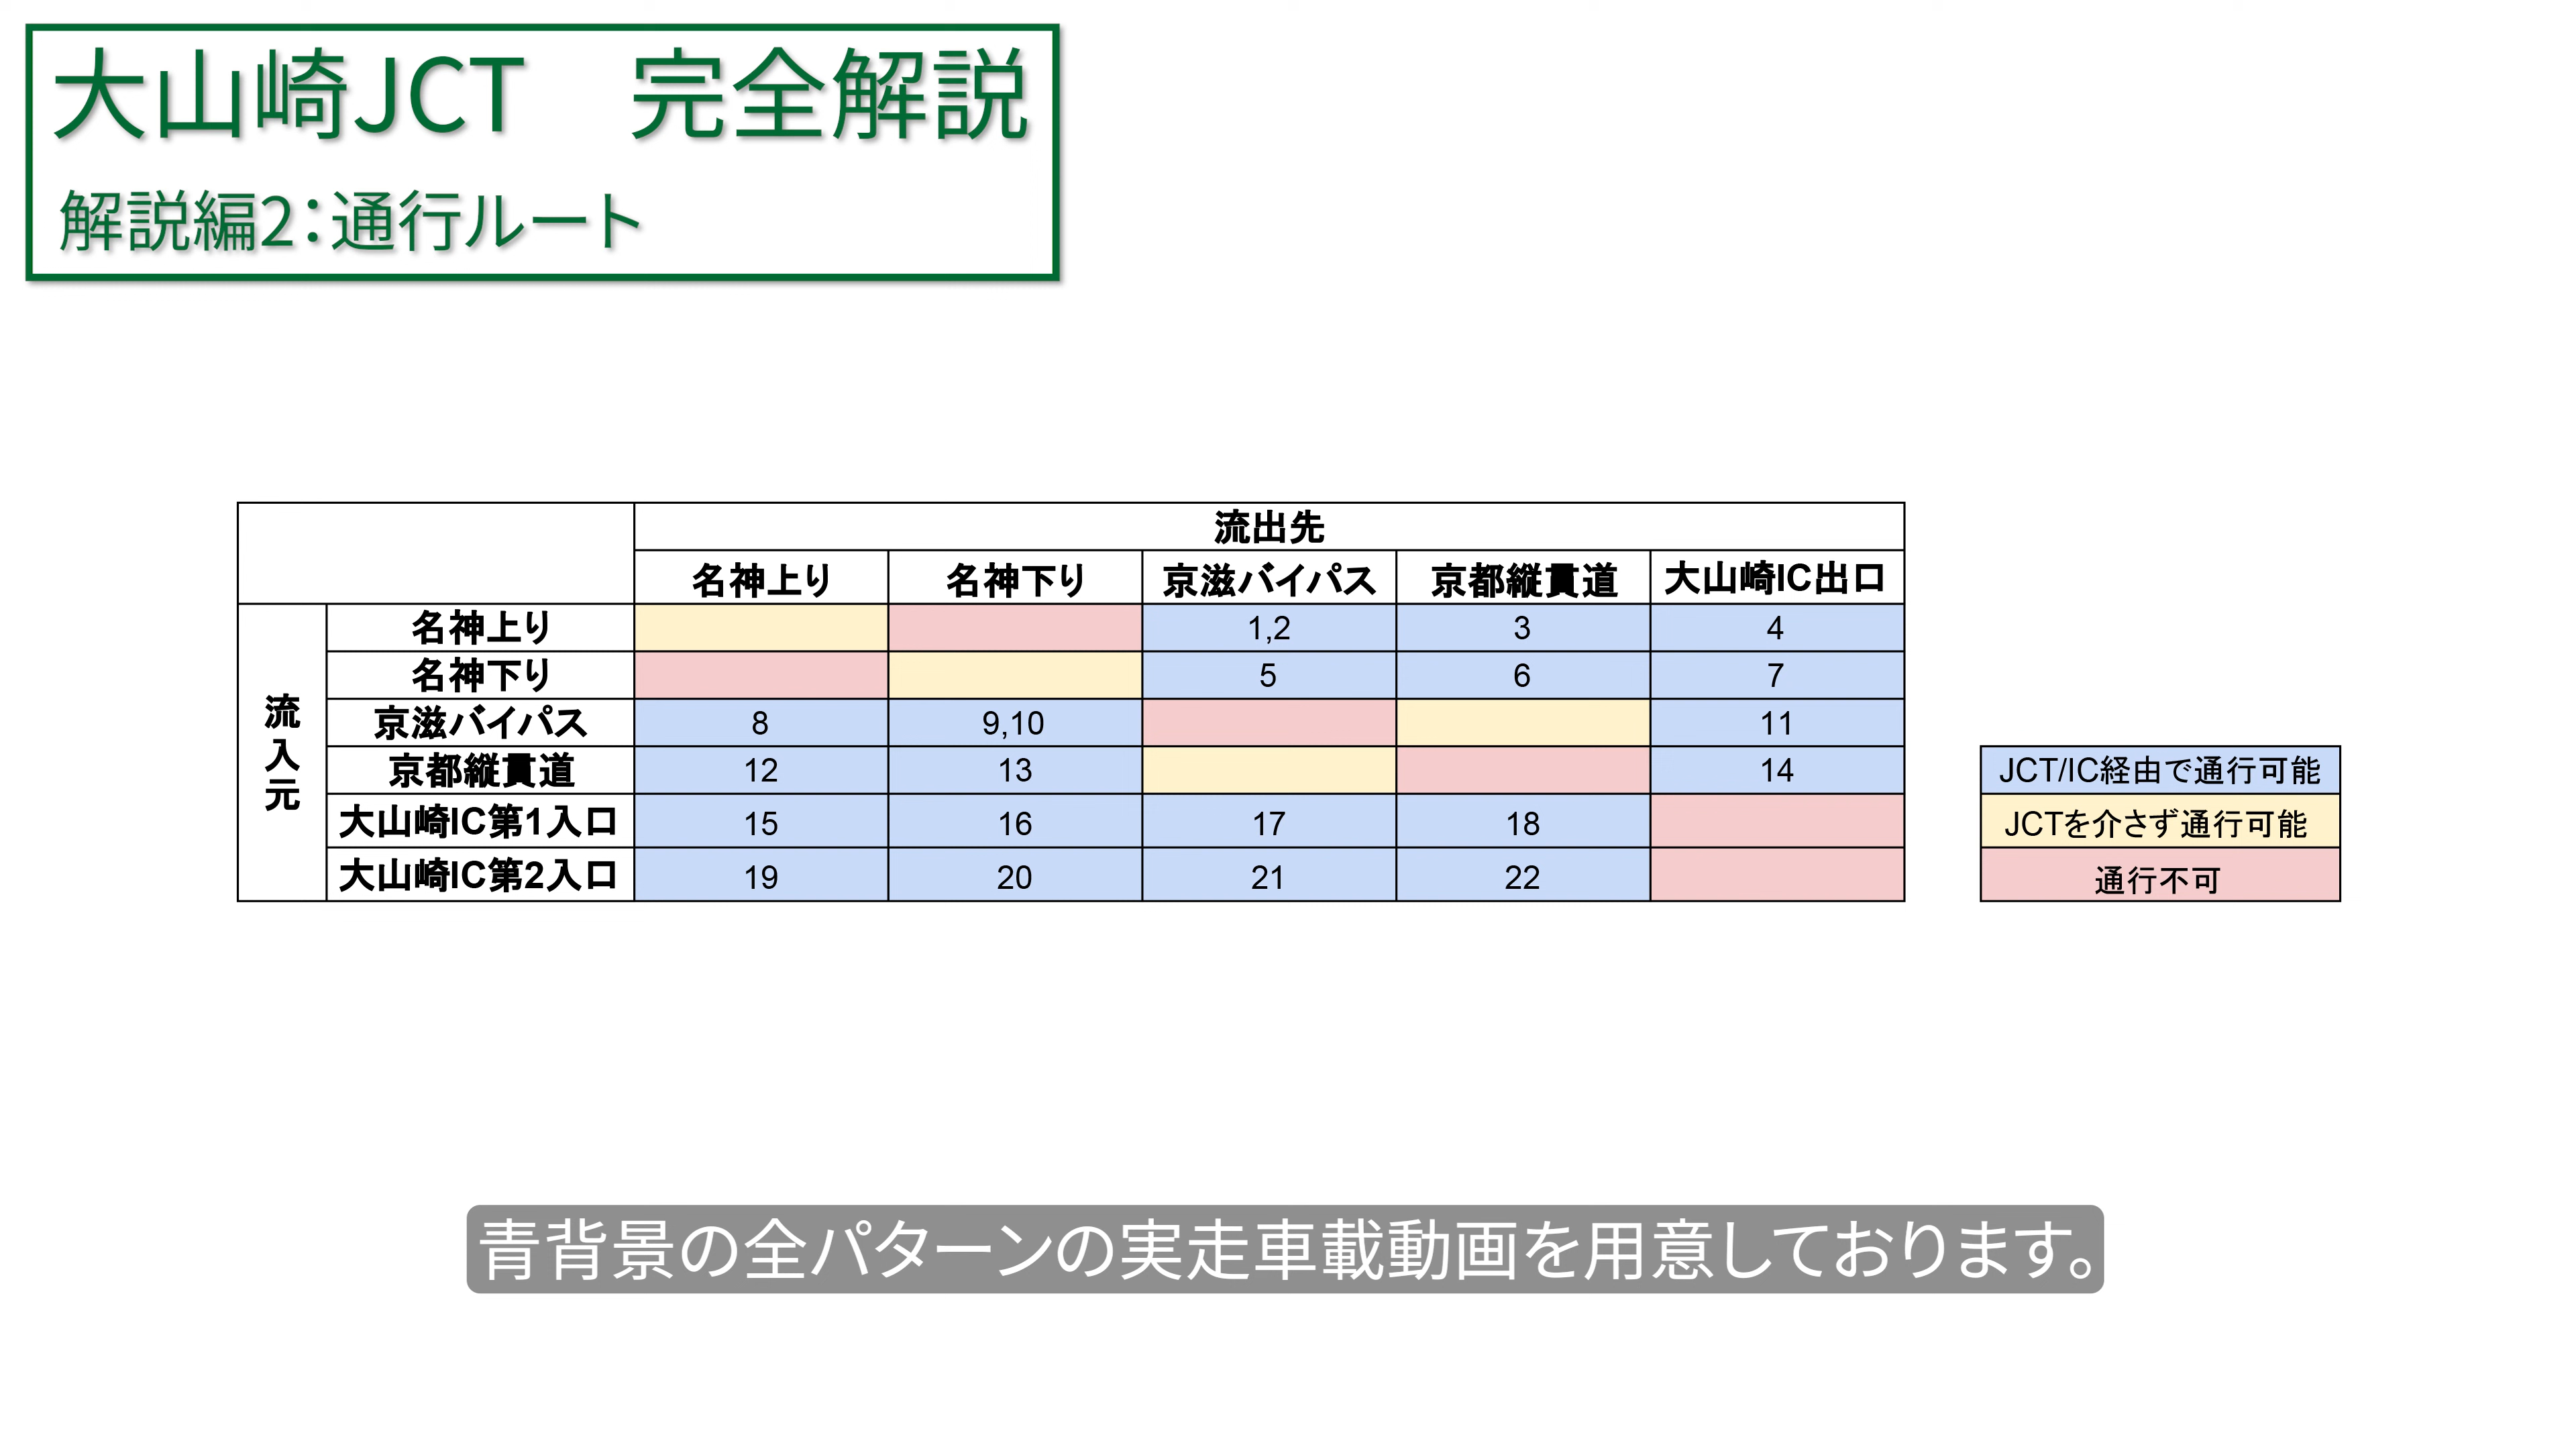 大山崎JCT　完全解説
解説編2：通行ルート
流出先
名神上り 名神下り 京滋バイパス 京都縦貫道 大山崎IC出口
流入元
名神上り 1,2 3 4
名神下り 5 6 7
京滋バイパス 8 9,10 11
京都縦貫道 12 13 14
大山崎IC第1入口 15 16 17 18
大山崎IC第2入口 19 20 21 22
JCT/IC経由で通行可能
JCTを介さず通行可能
通行不可
青背景の全パターンの実走車載動画を用意しております。